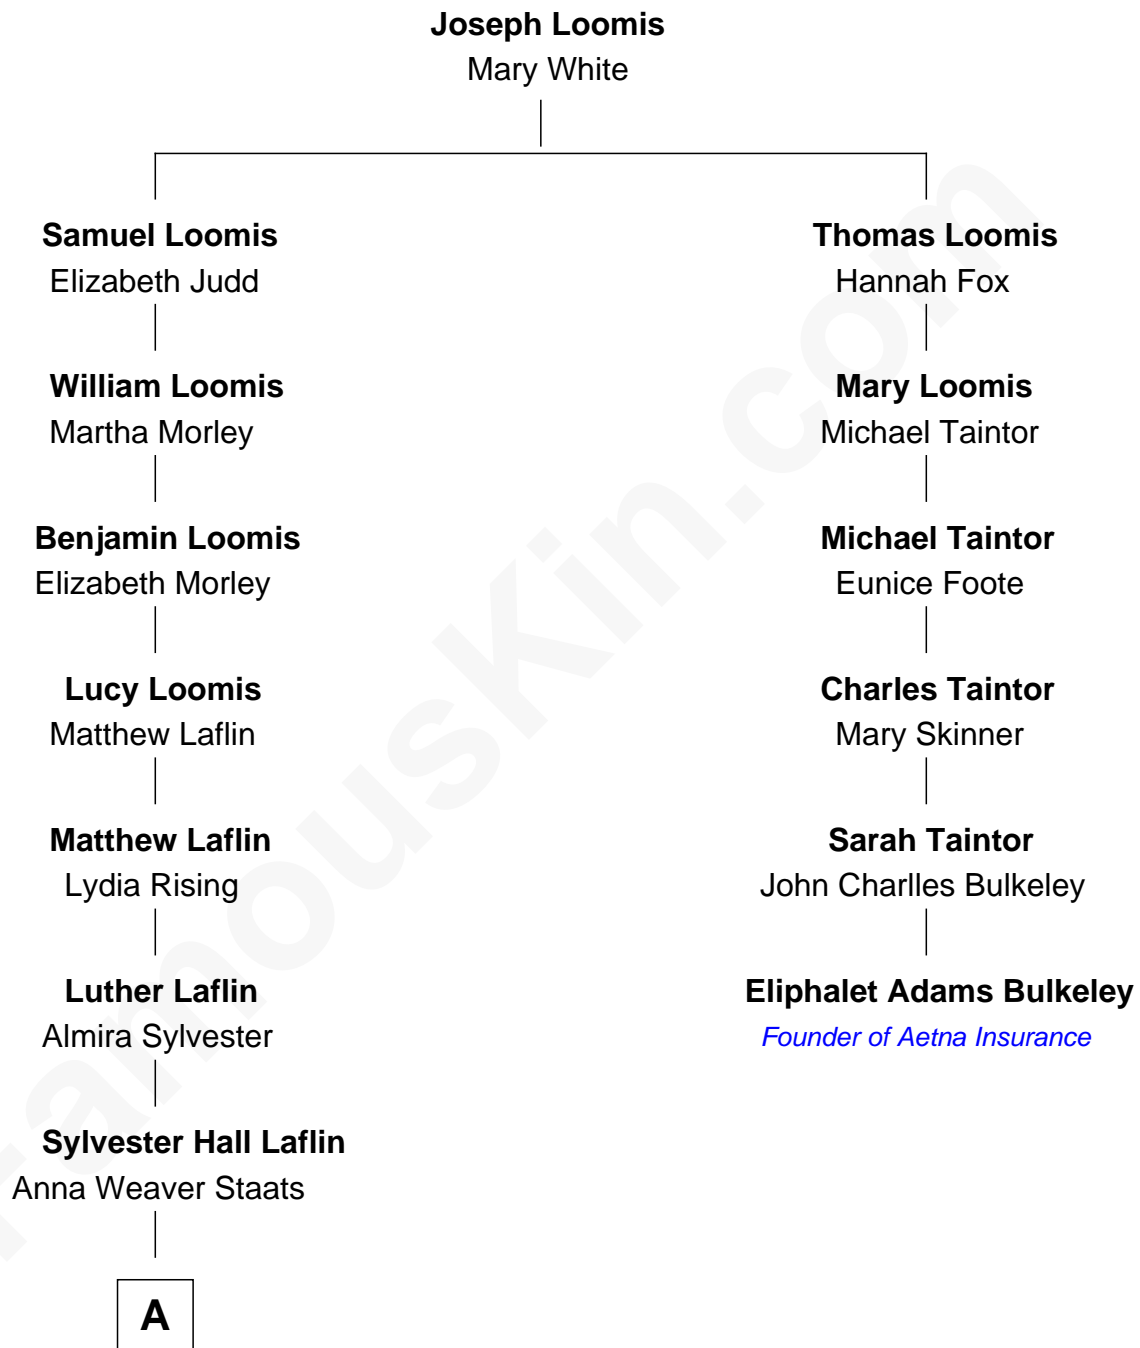 Joseph Loomis
Mary White
Samuel Loomis
Elizabeth Judd
Thomas Loomis
Hannah Fox
William Loomis
Martha Morley
Mary Loomis
Michael Taintor
Benjamin Loomis
Elizabeth Morley
Michael Taintor
Eunice Foote
Lucy Loomis
Matthew Laflin
Charles Taintor
Mary Skinner
Matthew Laflin
Lydia Rising
Sarah Taintor
John Charlles Bulkeley
Luther Laflin
Almira Sylvester
Eliphalet Adams Bulkeley
Founder of Aetna Insurance
Sylvester Hall Laflin
Anna Weaver Staats
A
FamousKin.com